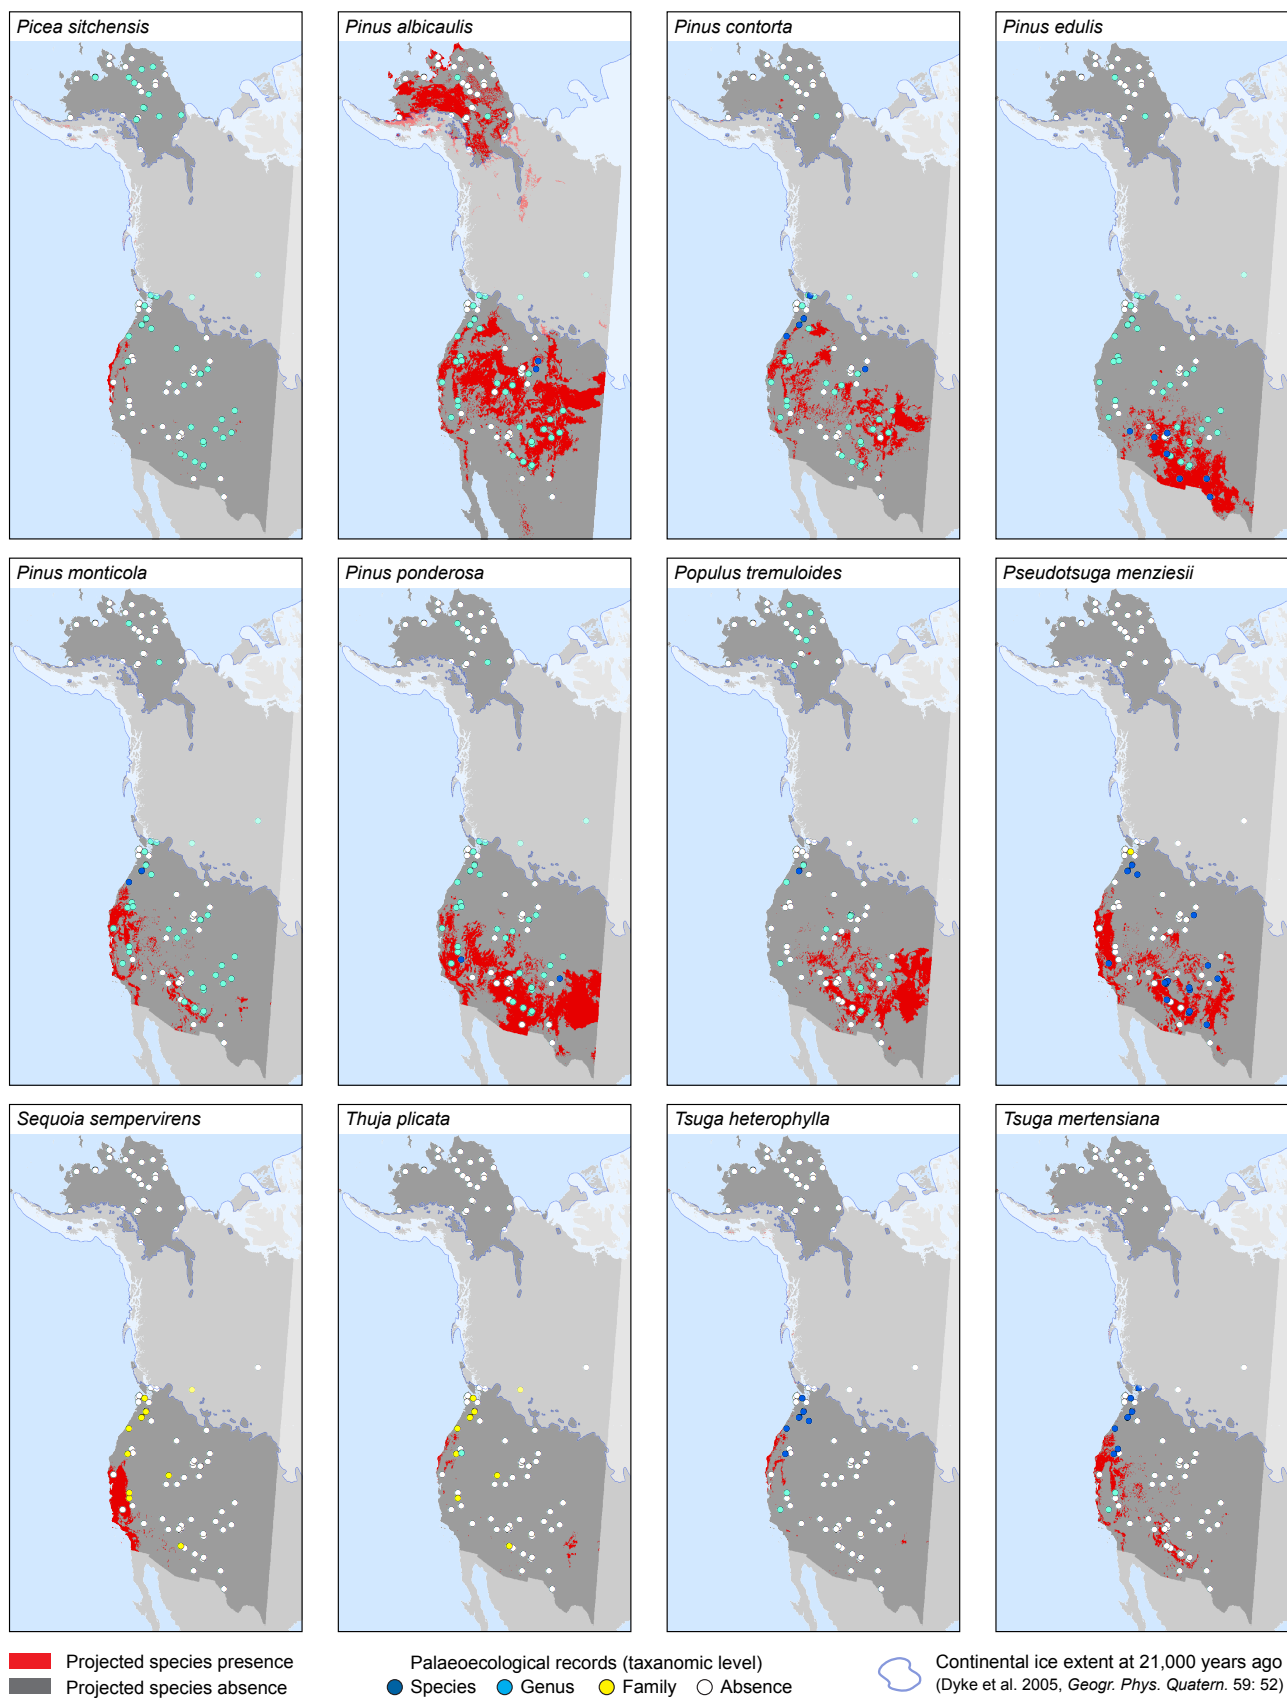 Picea sitchensis
Pinus albicaulis
Pinus contorta
Pinus edulis
Pinus monticola
Pinus ponderosa
Populus tremuloides
Pseudotsuga menziesii
Sequoia sempervirens
Thuja plicata
Tsuga heterophylla
Tsuga mertensiana
Projected species presence
Projected species absence
Palaeoecological records (taxanomic level)
Species Genus Family Absence
Continental ice extent at 21,000 years ago
(Dyke et al. 2005, Geogr. Phys. Quatern. 59: 52)